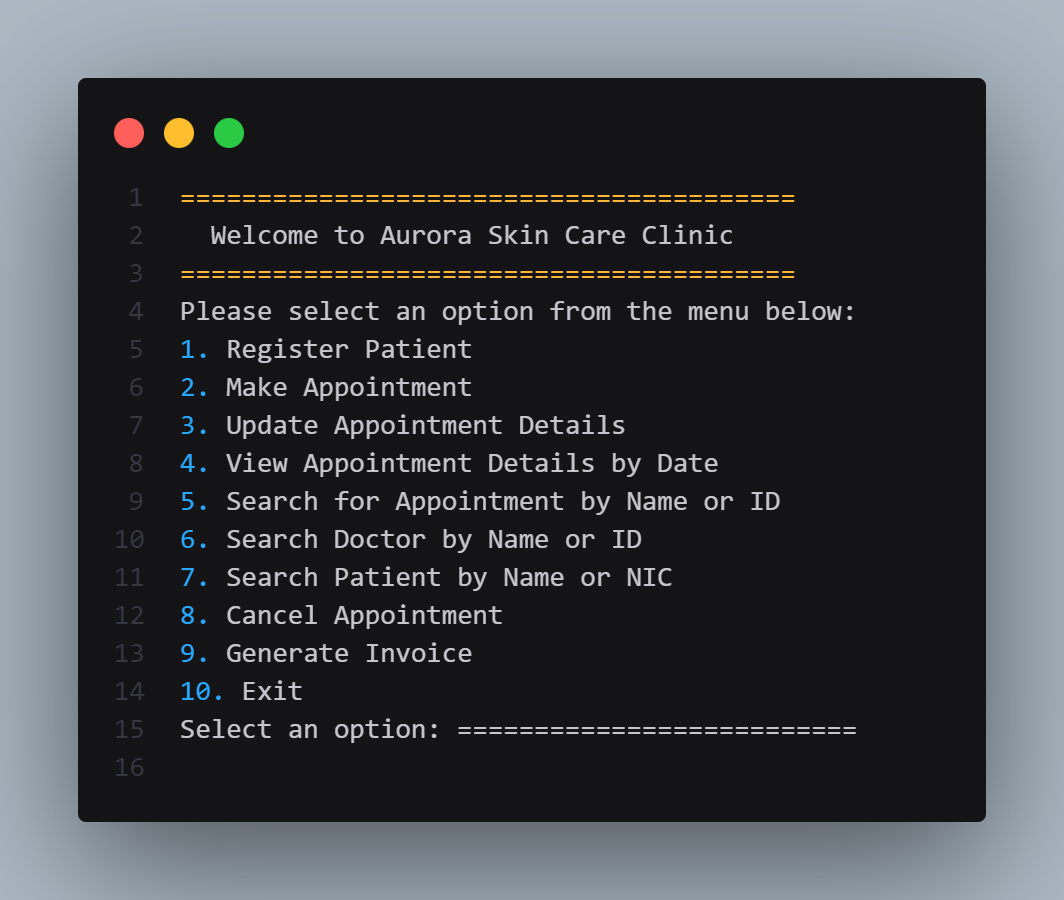 1 ========================================
2   Welcome to Aurora Skin Care Clinic
3 ========================================
4 Please select an option from the menu below:
5 1. Register Patient
6 2. Make Appointment
7 3. Update Appointment Details
8 4. View Appointment Details by Date
9 5. Search for Appointment by Name or ID
10 6. Search Doctor by Name or ID
11 7. Search Patient by Name or NIC
12 8. Cancel Appointment
13 9. Generate Invoice
14 10. Exit
15 Select an option: ==========================
16